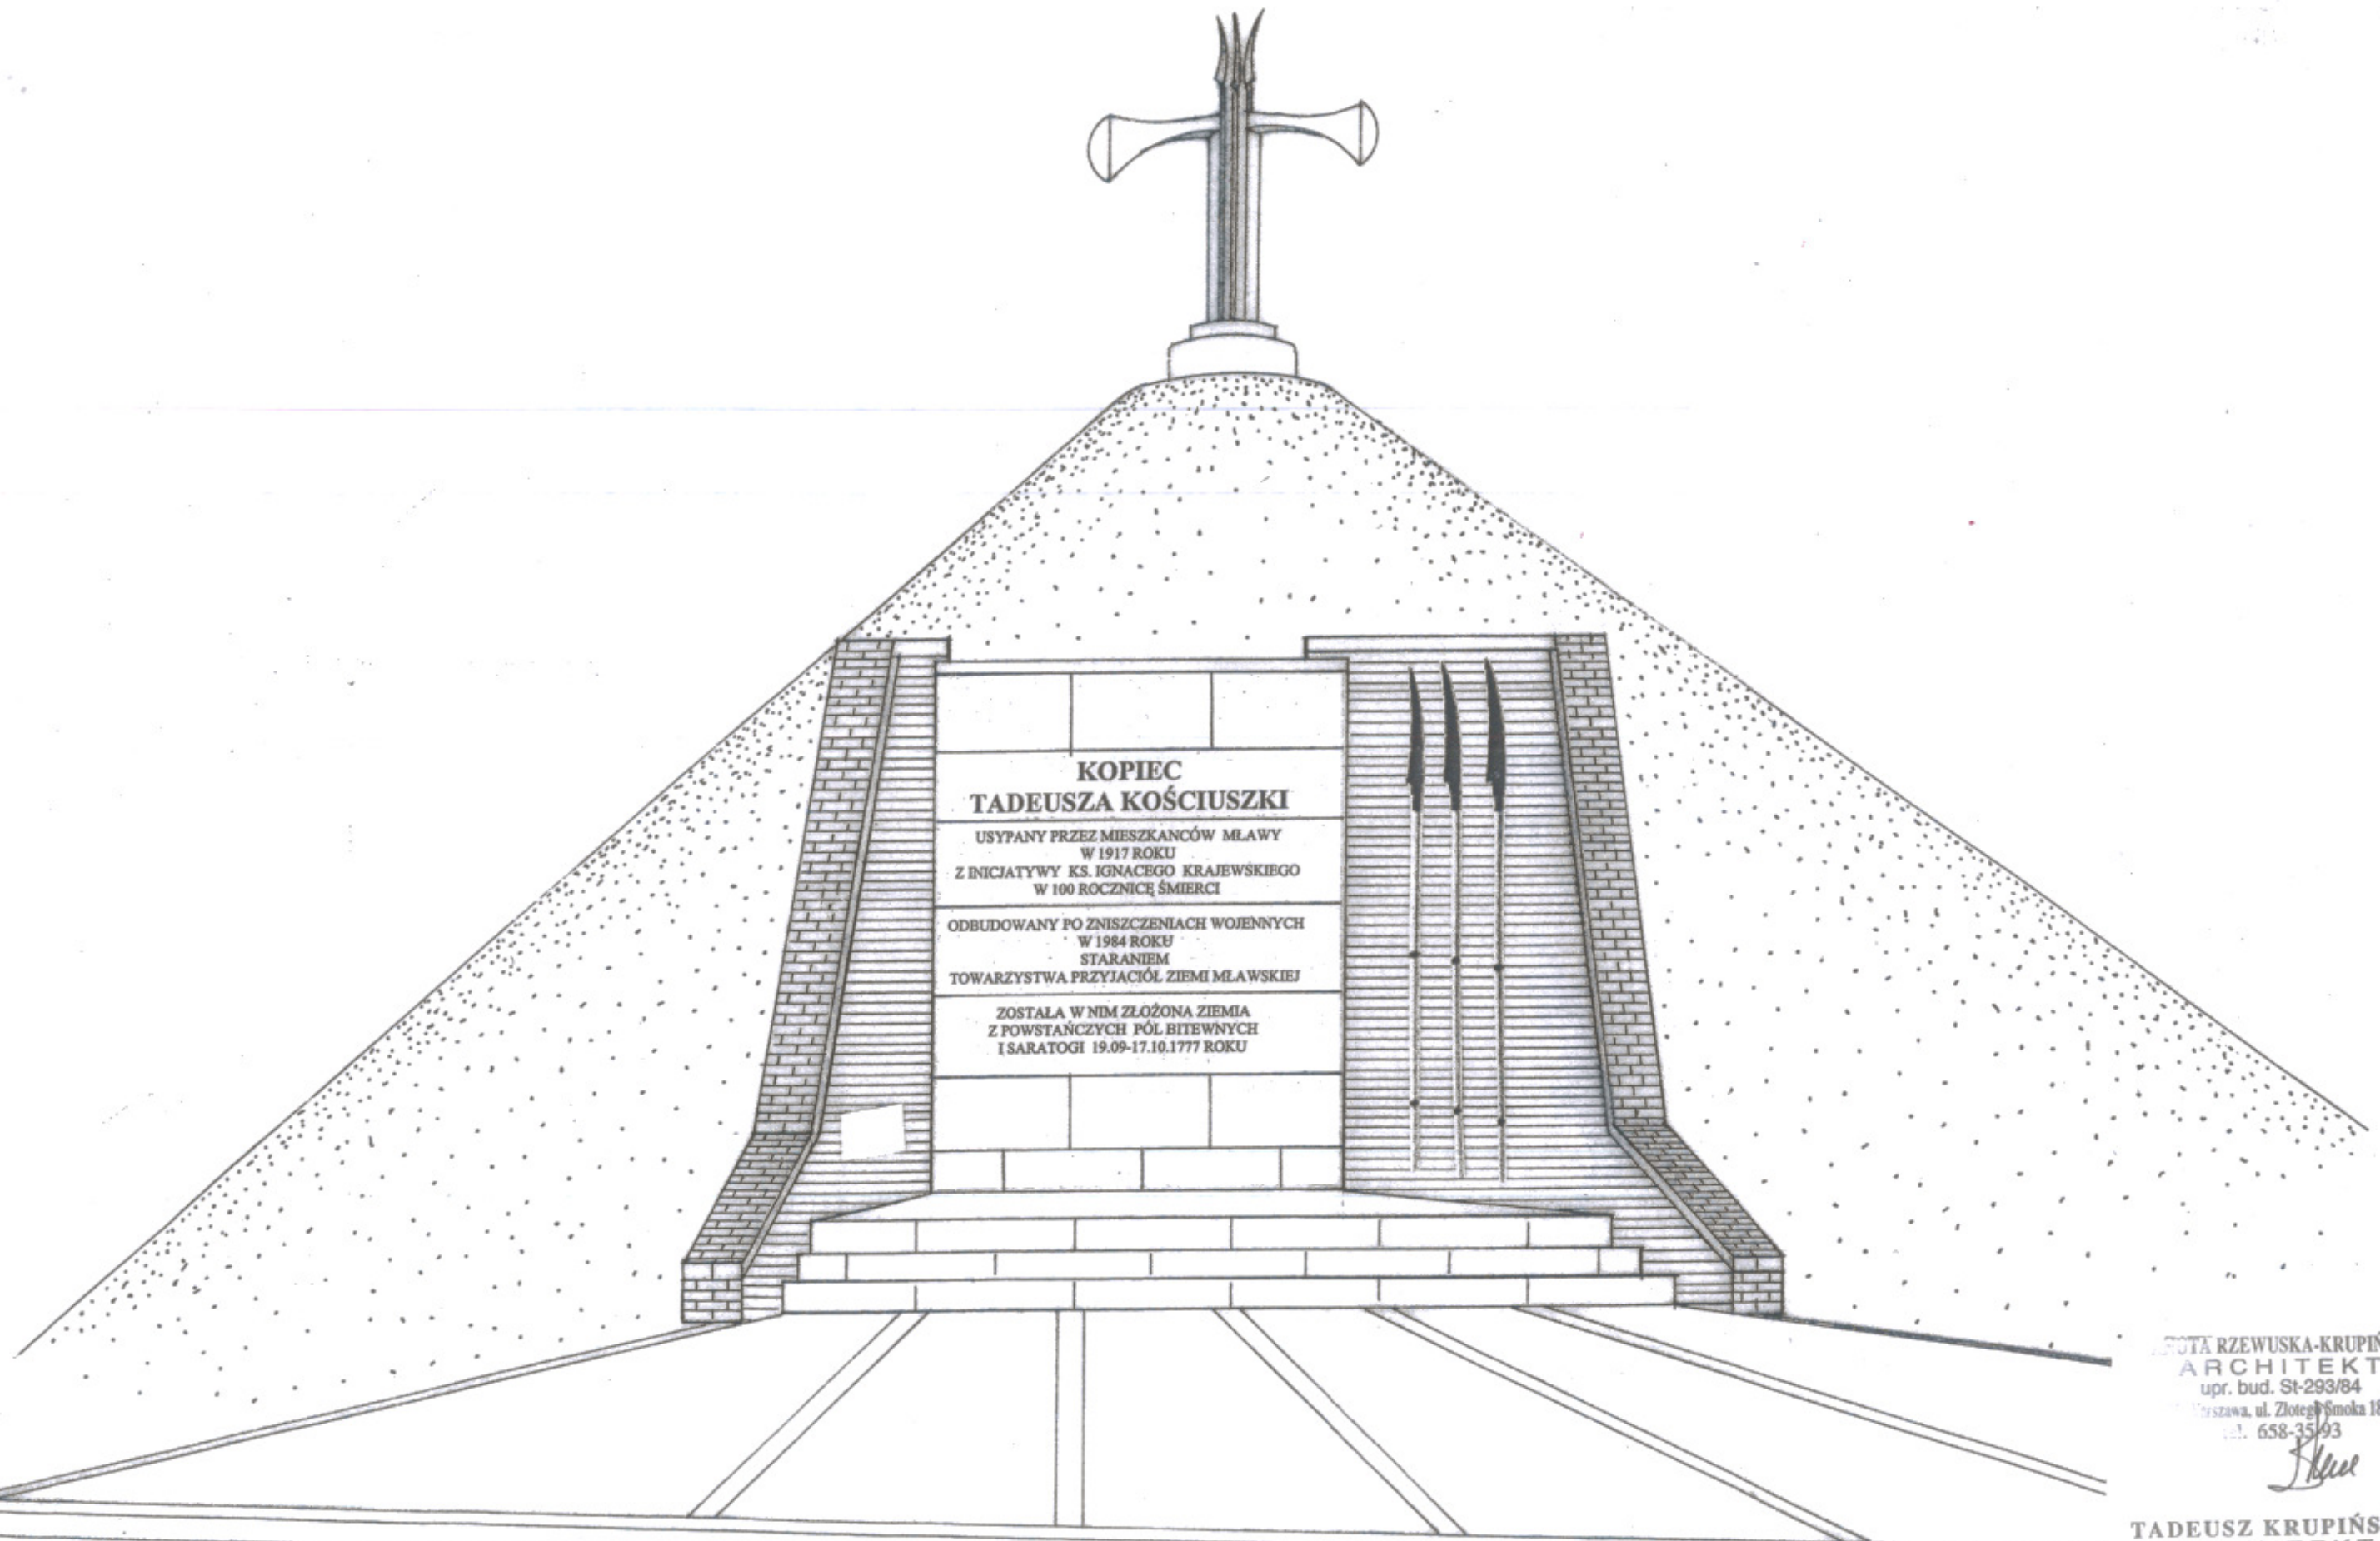 KOPIEC
TADEUSZA KOŚCIUSZKI
USYPANY PRZEZ MIESZKANCÓW MŁAWY
W 1917 ROKU
Z INICJATYWY KS. IGNACEGO KRAJEWSKIEGO
W 100 ROCZNICĘ ŚMIERCI
ODBUDOWANY PO ZNISZCZENIACH WOJENNYCH
W 1984 ROKU
STARANIEM
TOWARZYSTWA PRZYJACIÓŁ ZIEMI MŁAWSKIEJ
ZOSTAŁA W NIM ZŁOŻONA ZIEMIA
Z POWSTAŃCZYCH PÓL BITEWNYCH
I SARATOGI 19.09-17.10.1777 ROKU
RZEWUSKA-KRUPIŃ
ARCHITEKT
upr. bud. St-293/84
ul. Złotego Smoka 18
658-35-93
TADEUSZ KRUPIŃS